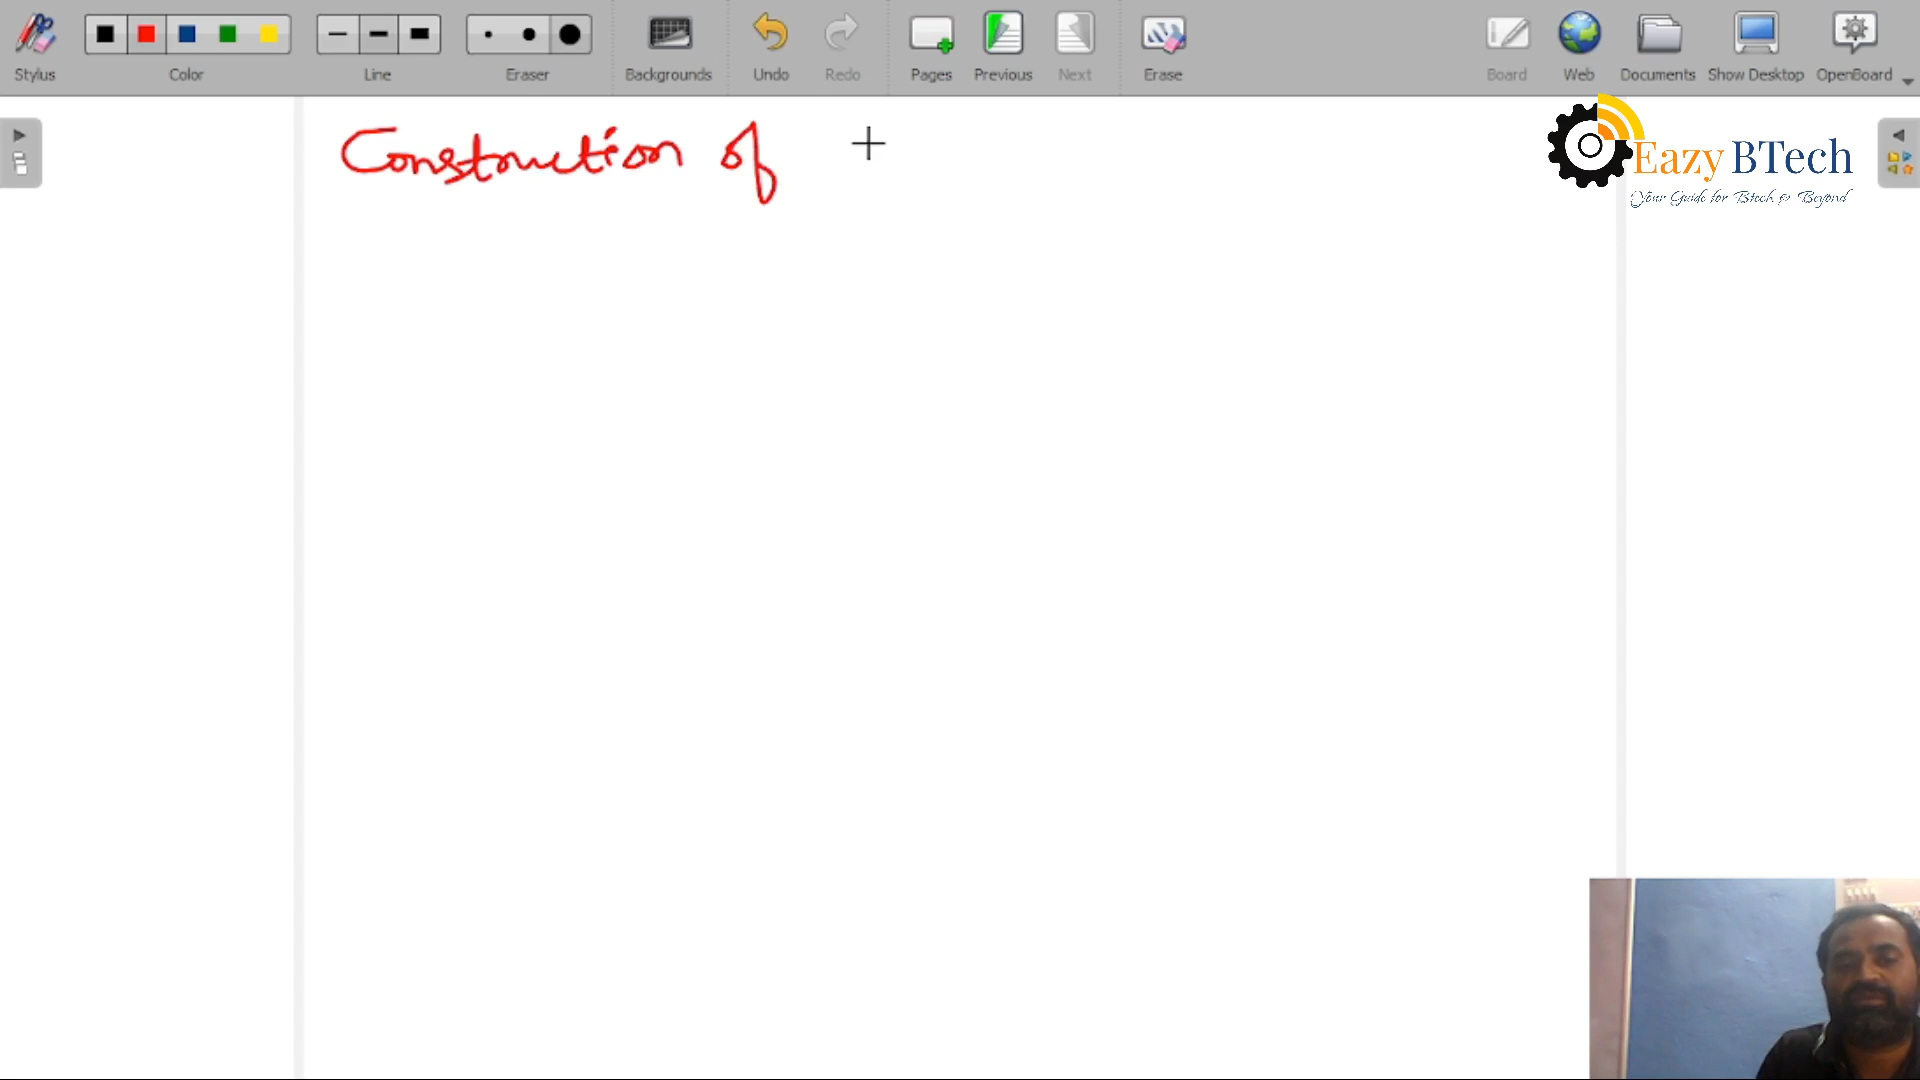 Stylus Color Line Eraser Backgrounds Undo Redo Pages Previous Next Erase Board Web Documents Show Desktop OpenBoard
Construction of
Eazy BTech
Your Guide for Btech & Beyond